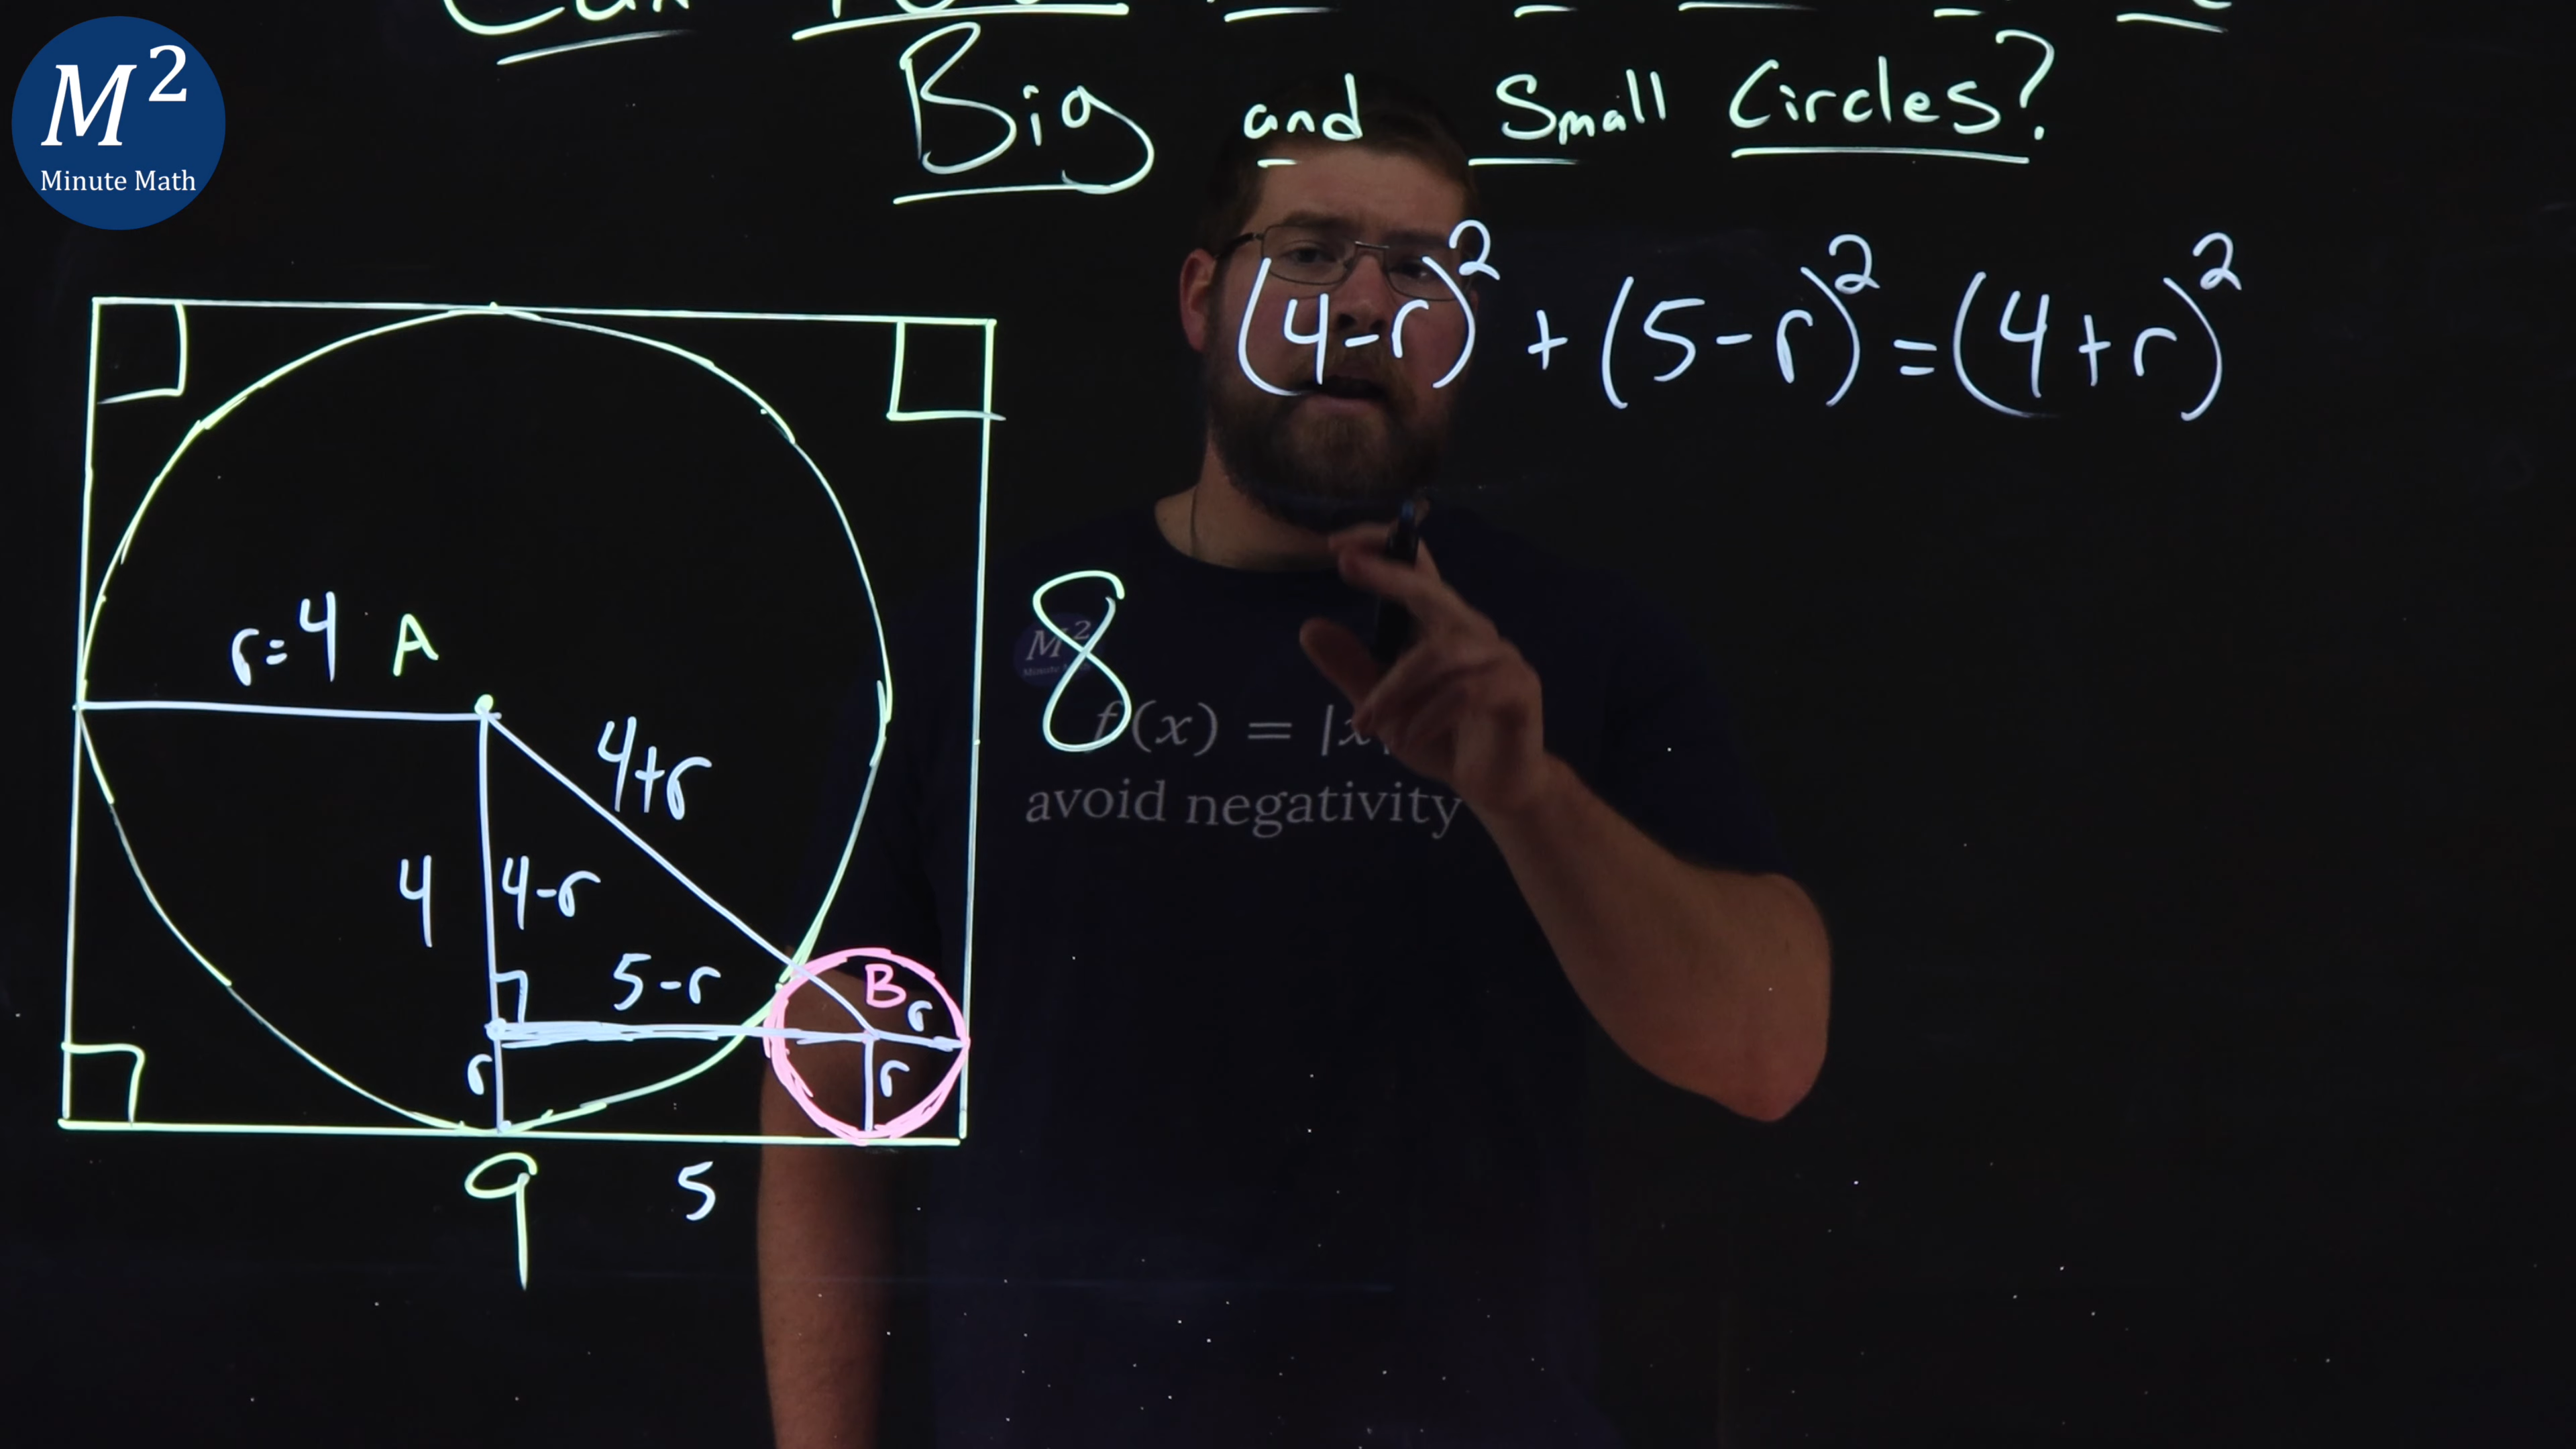 M²
Minute Math
Big and Small Circles?
(4-r)² + (5-r)² = (4+r)²
r=4 A
8
M²
f(x) = |x|
avoid negativity
4+r
4
4-r
5-r
B
r
r
r
9
5